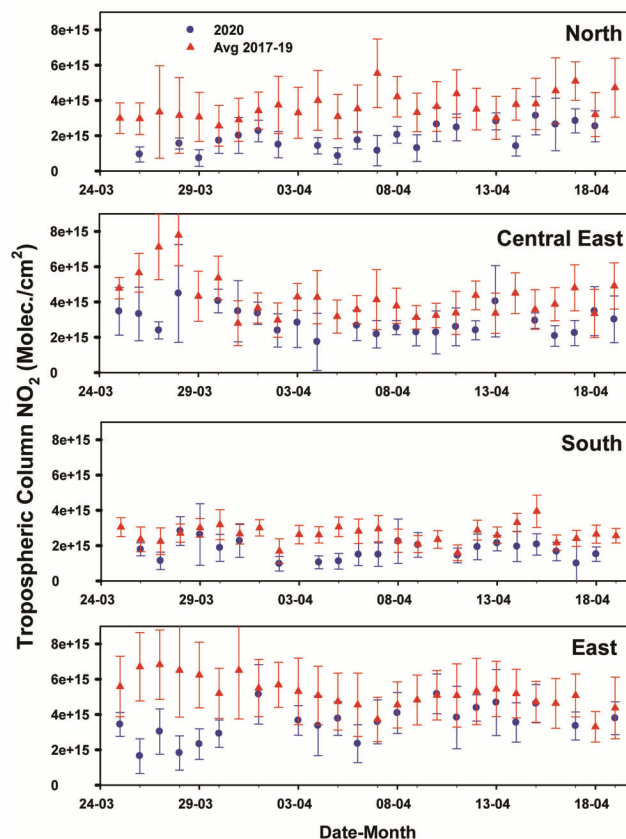 2020
Avg 2017-19
North
8e+15
6e+15
4e+15
2e+15
0
24-03 29-03 03-04 08-04 13-04 18-04
Central East
8e+15
6e+15
4e+15
2e+15
0
24-03 29-03 03-04 08-04 13-04 18-04
South
8e+15
6e+15
4e+15
2e+15
0
24-03 29-03 03-04 08-04 13-04 18-04
East
8e+15
6e+15
4e+15
2e+15
0
24-03 29-03 03-04 08-04 13-04 18-04
Date-Month
Tropospheric Column NO₂ (Molec./cm²)